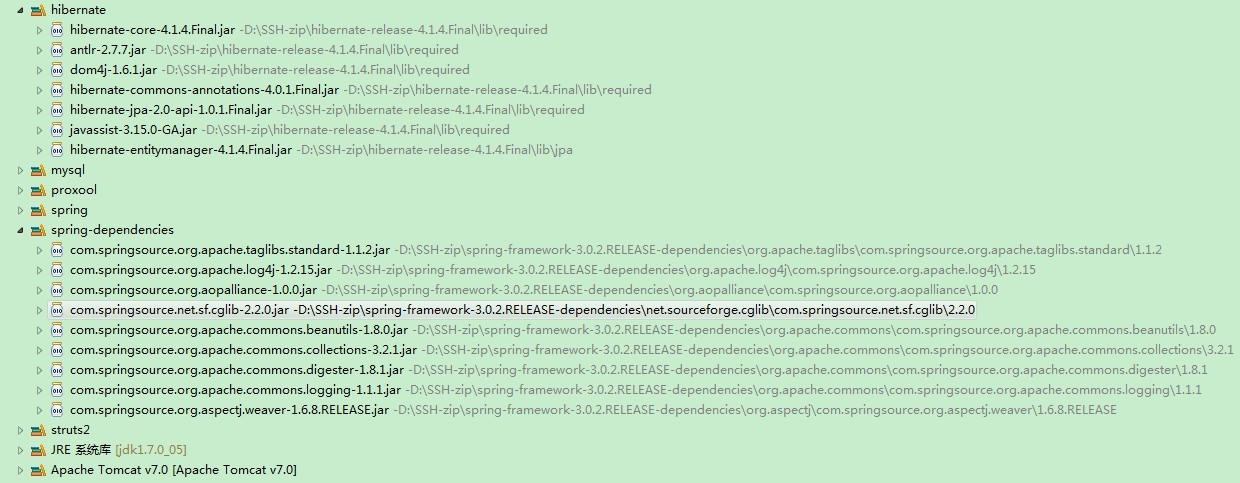 hibernate
hibernate-core-4.1.4.Final.jar -D:\SSH-zip\hibernate-release-4.1.4.Final\lib\required
antlr-2.7.7.jar -D:\SSH-zip\hibernate-release-4.1.4.Final\lib\required
dom4j-1.6.1.jar -D:\SSH-zip\hibernate-release-4.1.4.Final\lib\required
hibernate-commons-annotations-4.0.1.Final.jar -D:\SSH-zip\hibernate-release-4.1.4.Final\lib\required
hibernate-jpa-2.0-api-1.0.1.Final.jar -D:\SSH-zip\hibernate-release-4.1.4.Final\lib\required
javassist-3.15.0-GA.jar -D:\SSH-zip\hibernate-release-4.1.4.Final\lib\required
hibernate-entitymanager-4.1.4.Final.jar -D:\SSH-zip\hibernate-release-4.1.4.Final\lib\jpa
mysql
proxool
spring
spring-dependencies
com.springsource.org.apache.taglibs.standard-1.1.2.jar -D:\SSH-zip\spring-framework-3.0.2.RELEASE-dependencies\org.apache.taglibs\com.springsource.org.apache.taglibs.standard\1.1.2
com.springsource.org.apache.log4j-1.2.15.jar -D:\SSH-zip\spring-framework-3.0.2.RELEASE-dependencies\org.apache.log4j\com.springsource.org.apache.log4j\1.2.15
com.springsource.org.aopalliance-1.0.0.jar -D:\SSH-zip\spring-framework-3.0.2.RELEASE-dependencies\org.aopalliance\com.springsource.org.aopalliance\1.0.0
com.springsource.net.sf.cglib-2.2.0.jar -D:\SSH-zip\spring-framework-3.0.2.RELEASE-dependencies\net.sourceforge.cglib\com.springsource.net.sf.cglib\2.2.0
com.springsource.org.apache.commons.beanutils-1.8.0.jar -D:\SSH-zip\spring-framework-3.0.2.RELEASE-dependencies\org.apache.commons\com.springsource.org.apache.commons.beanutils\1.8.0
com.springsource.org.apache.commons.collections-3.2.1.jar -D:\SSH-zip\spring-framework-3.0.2.RELEASE-dependencies\org.apache.commons\com.springsource.org.apache.commons.collections\3.2.1
com.springsource.org.apache.commons.digester-1.8.1.jar -D:\SSH-zip\spring-framework-3.0.2.RELEASE-dependencies\org.apache.commons\com.springsource.org.apache.commons.digester\1.8.1
com.springsource.org.apache.commons.logging-1.1.1.jar -D:\SSH-zip\spring-framework-3.0.2.RELEASE-dependencies\org.apache.commons\com.springsource.org.apache.commons.logging\1.1.1
com.springsource.org.aspectj.weaver-1.6.8.RELEASE.jar -D:\SSH-zip\spring-framework-3.0.2.RELEASE-dependencies\org.aspectj\com.springsource.org.aspectj.weaver\1.6.8.RELEASE
struts2
JRE 系统库 [jdk1.7.0_05]
Apache Tomcat v7.0 [Apache Tomcat v7.0]